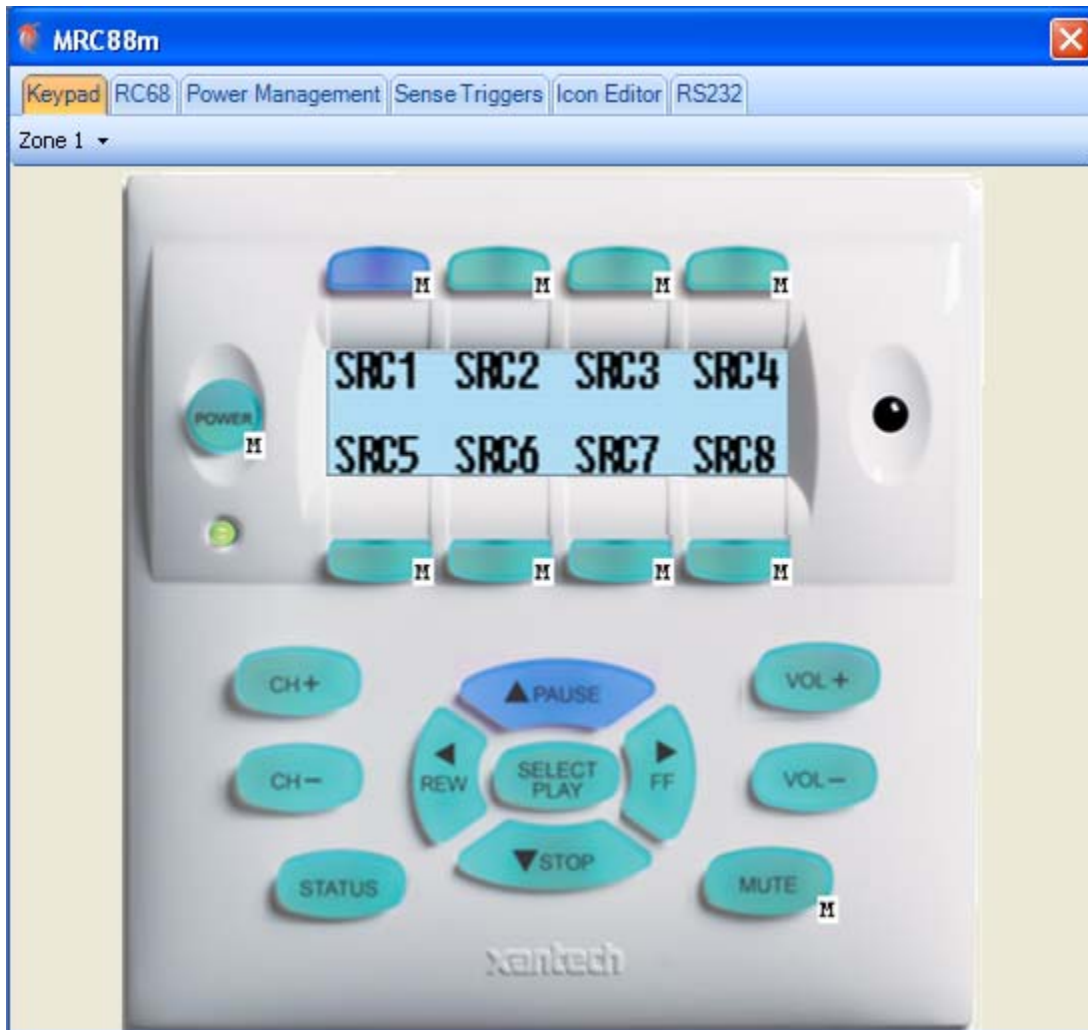 MRC88m
Keypad RC68 Power Management Sense Triggers Icon Editor RS232
Zone 1
M M M M
SRC1 SRC2 SRC3 SRC4
POWER
M
SRC5 SRC6 SRC7 SRC8
M M M M
CH+ PAUSE VOL+
CH- REW SELECT PLAY FF VOL-
STATUS STOP MUTE
M
xantech